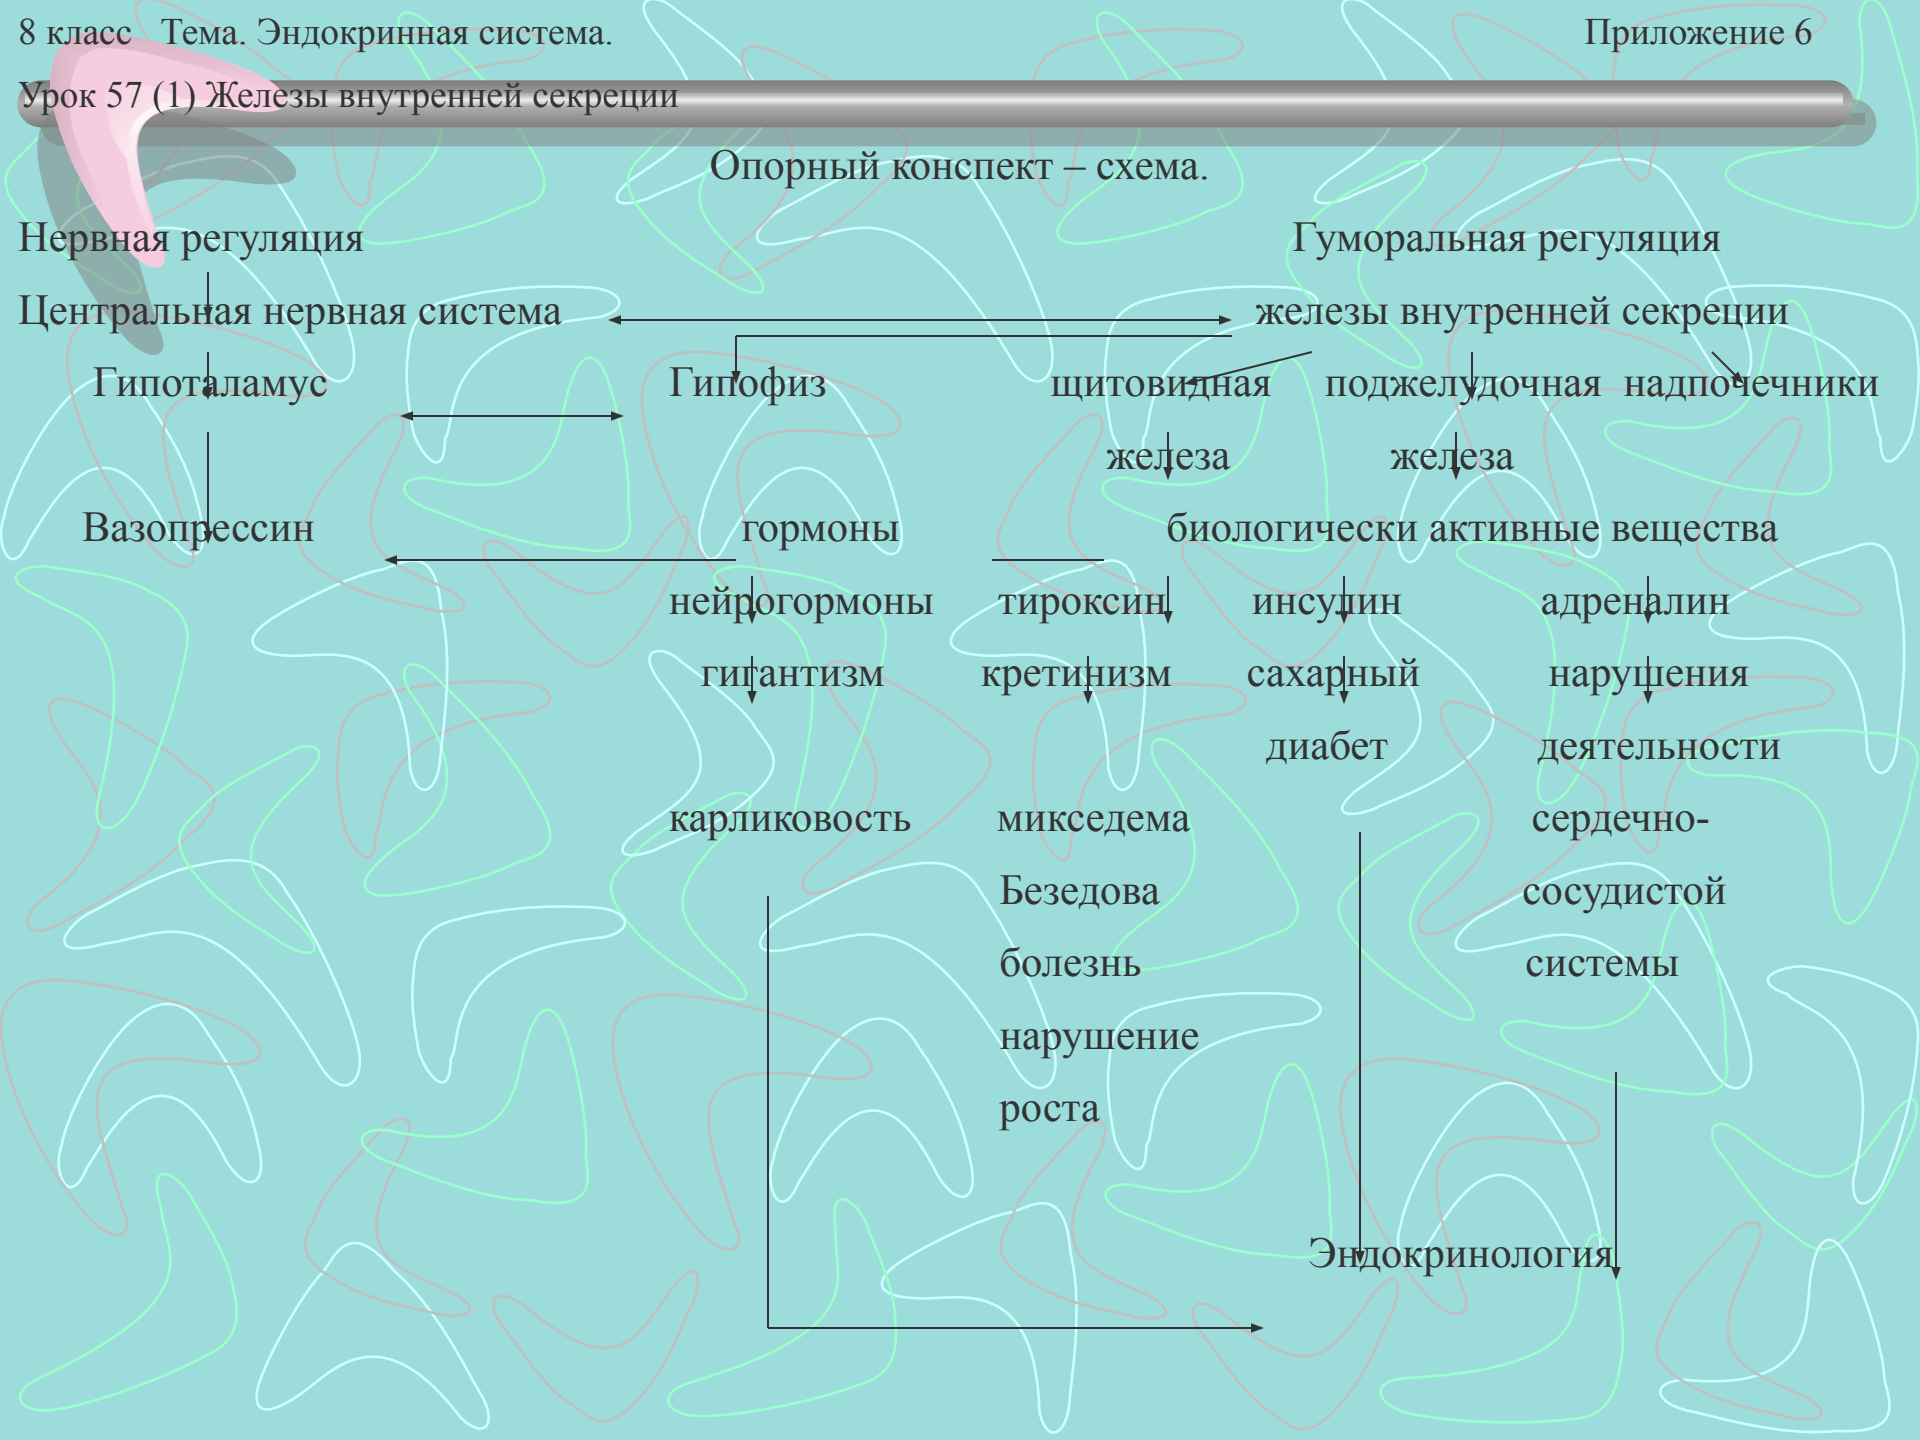 8 класс Тема. Эндокринная система. Приложение 6
Урок 57 (1) Железы внутренней секреции
Опорный конспект – схема.
Нервная регуляция Гуморальная регуляция
Центральная нервная система железы внутренней секреции
Гипоталамус Гипофиз щитовидная поджелудочная надпочечники
железа железа
Вазопрессин гормоны биологически активные вещества
нейрогормоны тироксин инсулин адреналин
гигантизм кретинизм сахарный нарушения
диабет деятельности
карликовость микседема сердечно-
Безедова сосудистой
болезнь системы
нарушение
роста
Эндокринология